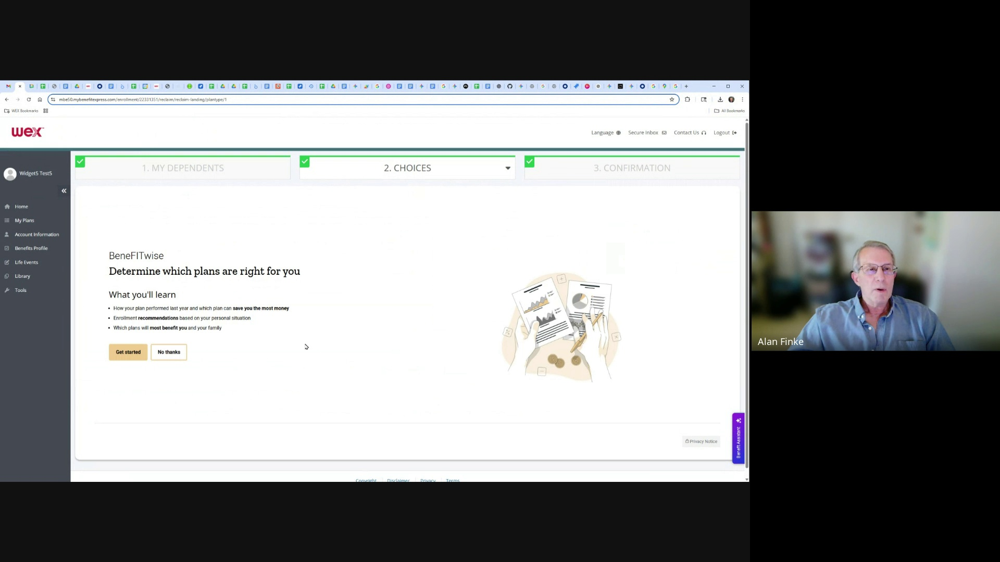 mbe50.mybenefitexpress.com/enrollment/22331351/reclaim/reclaim-landing/plantype/1
WEX Bookmarks
All Bookmarks
wex
Language
Secure Inbox
Contact Us
Logout
Widget5 Test5
1. MY DEPENDENTS
2. CHOICES
3. CONFIRMATION
Home
My Plans
Account Information
Benefits Profile
Life Events
Library
Tools
BeneFITwise
Determine which plans are right for you
What you'll learn
• How your plan performed last year and which plan can save you the most money
• Enrollment recommendations based on your personal situation
• Which plans will most benefit you and your family
Get started
No thanks
Privacy Notice
Benefit Assistant
Copyright
Disclaimer
Privacy
Terms
Alan Finke